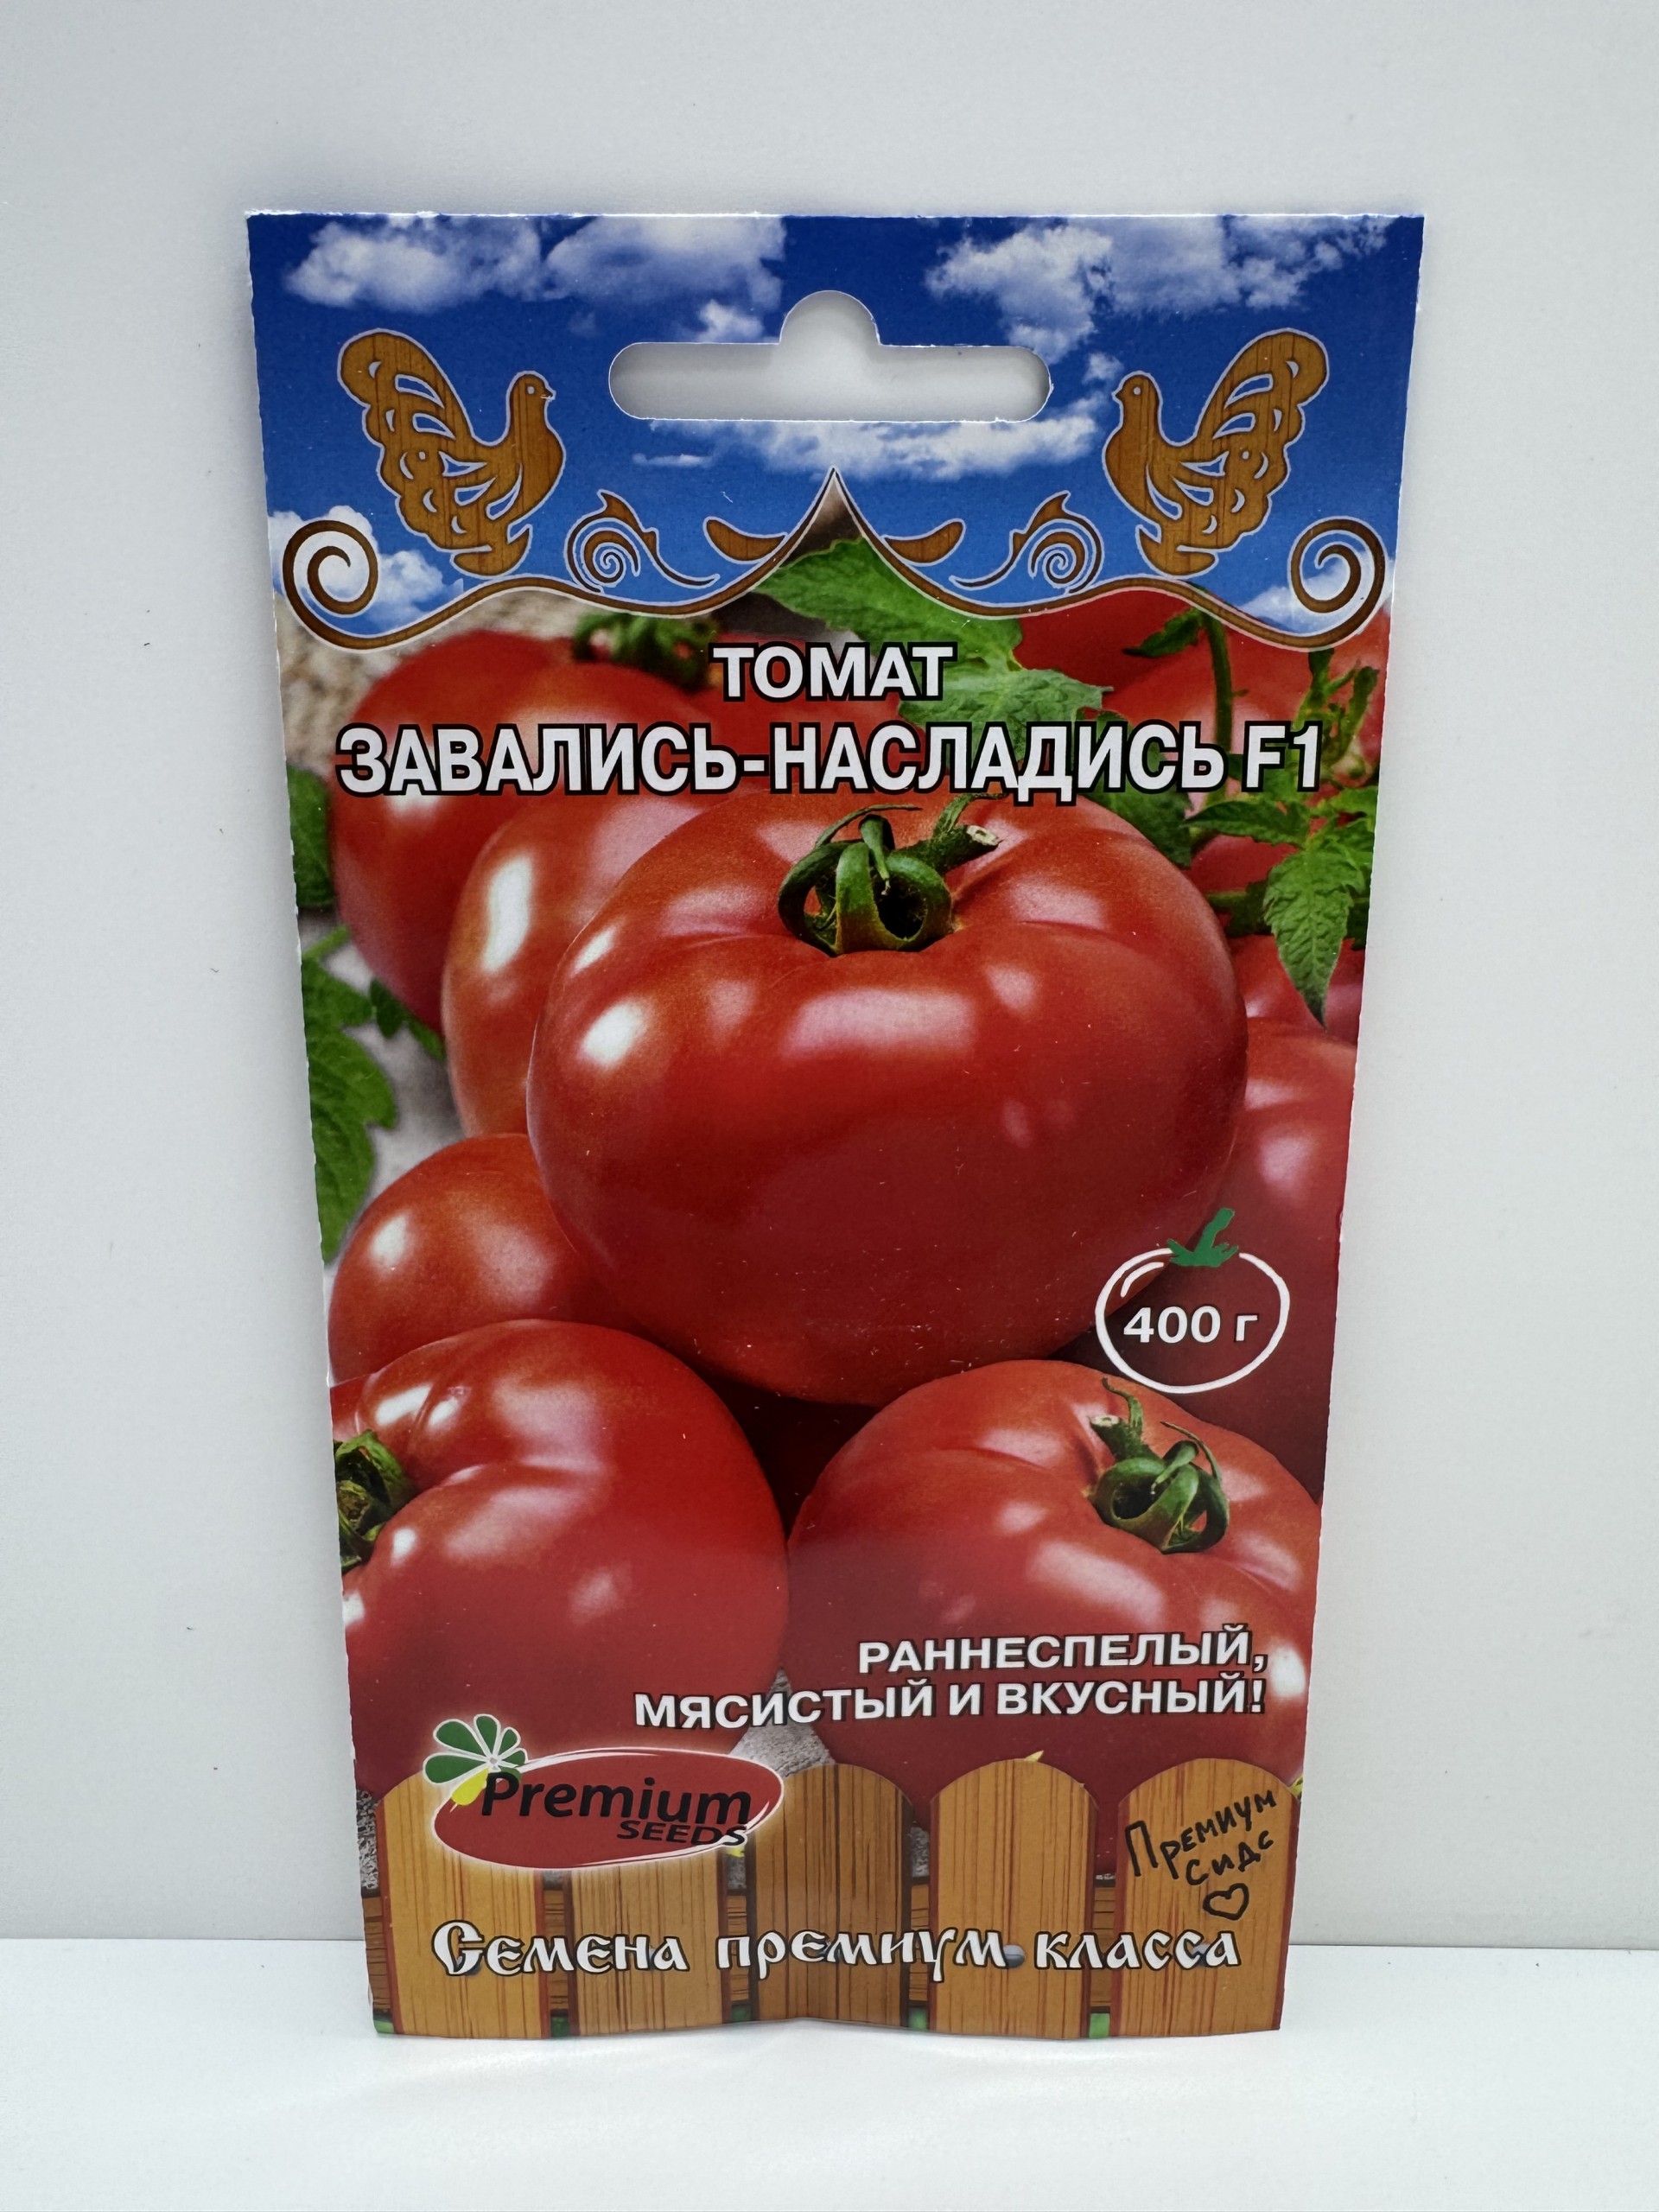 ТОМАТ
ЗАВАЛИСЬ-НАСЛАДИСЬ F1
400 г
РАННЕСПЕЛЫЙ,
МЯСИСТЫЙ И ВКУСНЫЙ!
Premium
SEEDS
Премиум
сидс
Семена премиум класса